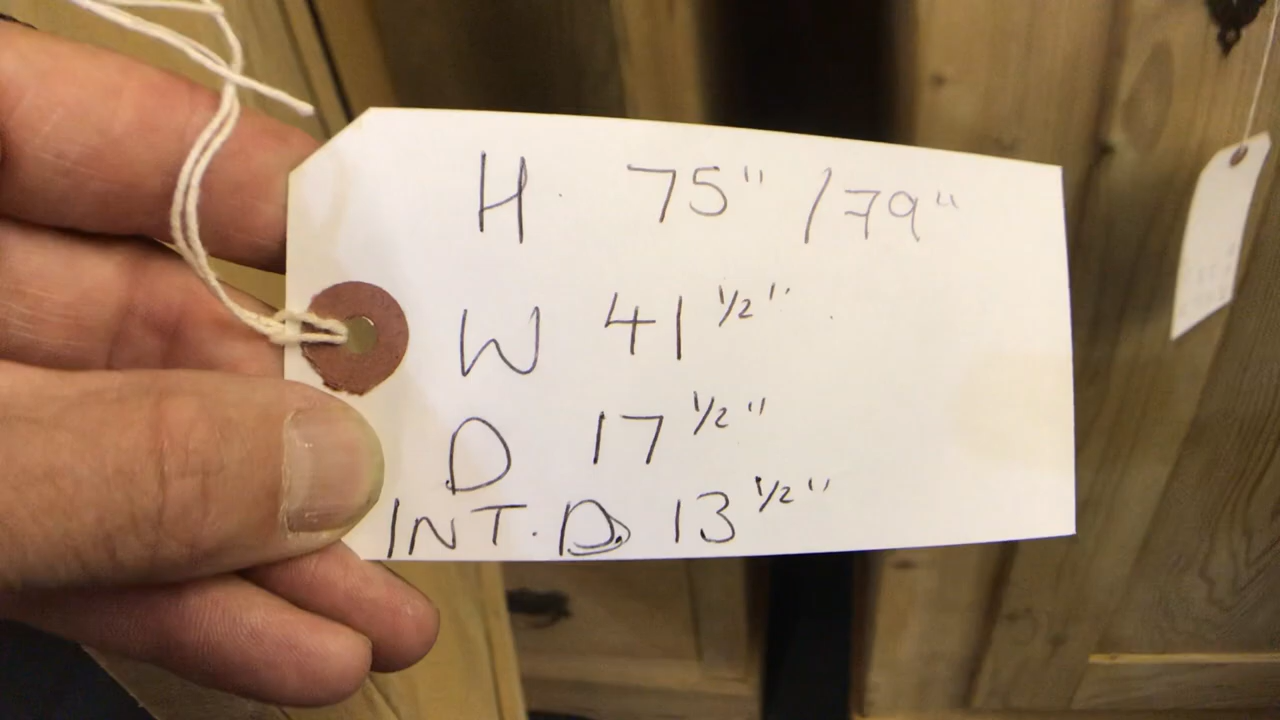 H. 75" /79"
W 41 1/2"
D 17 1/2"
INT. D. 13 1/2"